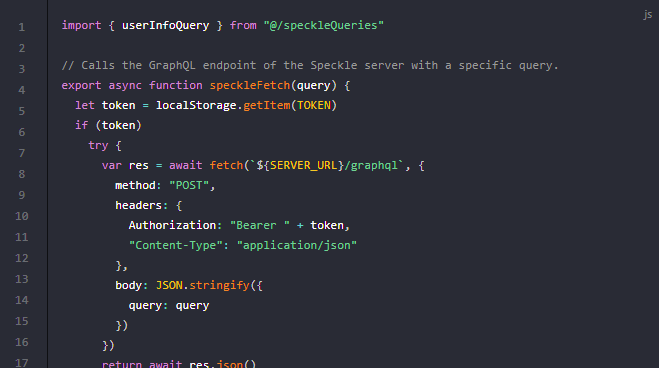 js
1 import { userInfoQuery } from "@/speckleQueries"
2
3 // Calls the GraphQL endpoint of the Speckle server with a specific query.
4 export async function speckleFetch(query) {
5 let token = localStorage.getItem(TOKEN)
6 if (token)
7 try {
8 var res = await fetch(`${SERVER_URL}/graphql`, {
9 method: "POST",
10 headers: {
11 Authorization: "Bearer " + token,
12 "Content-Type": "application/json"
13 },
14 body: JSON.stringify({
15 query: query
16 })
17 })
return await res.json()